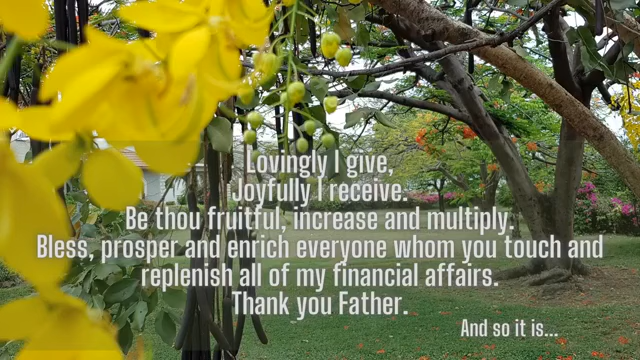 Lovingly I give,
Joyfully I receive.
Be thou fruitful, increase and multiply.
Bless, prosper and enrich everyone whom you touch and
replenish all of my financial affairs.
Thank you Father.
And so it is...